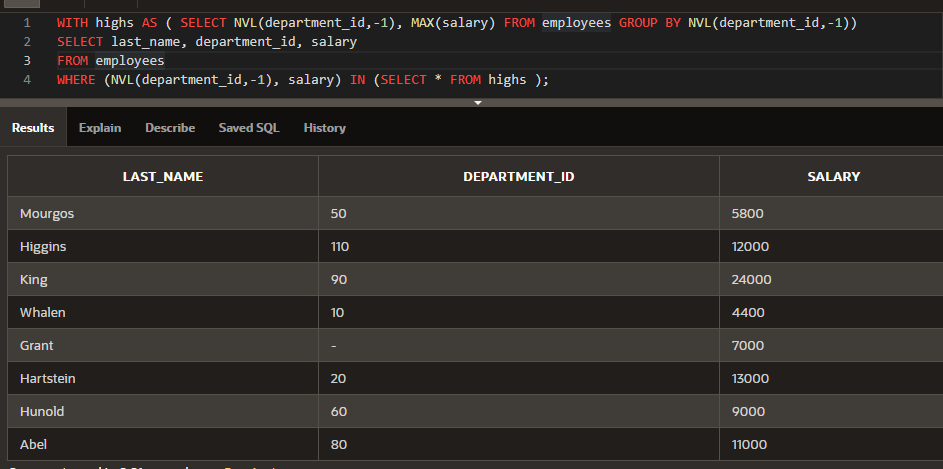 1 WITH highs AS ( SELECT NVL(department_id,-1), MAX(salary) FROM employees GROUP BY NVL(department_id,-1))
2 SELECT last_name, department_id, salary
3 FROM employees
4 WHERE (NVL(department_id,-1), salary) IN (SELECT * FROM highs );
Results Explain Describe Saved SQL History
LAST_NAME DEPARTMENT_ID SALARY
Mourgos 50 5800
Higgins 110 12000
King 90 24000
Whalen 10 4400
Grant - 7000
Hartstein 20 13000
Hunold 60 9000
Abel 80 11000